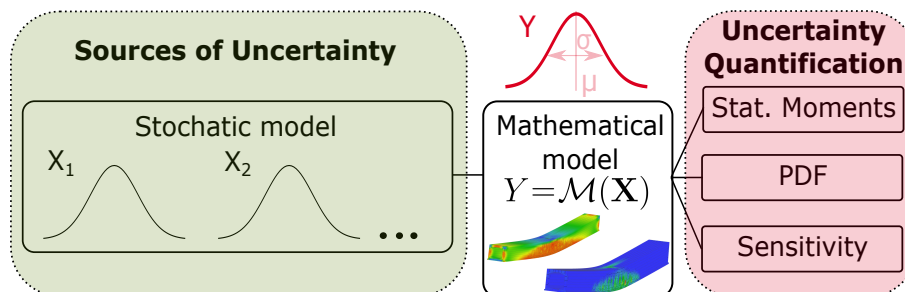 Sources of Uncertainty
Stochatic model
X1
X2
...
Y
σ
μ
Mathematical
model
Y = M(X)
Uncertainty
Quantification
Stat. Moments
PDF
Sensitivity